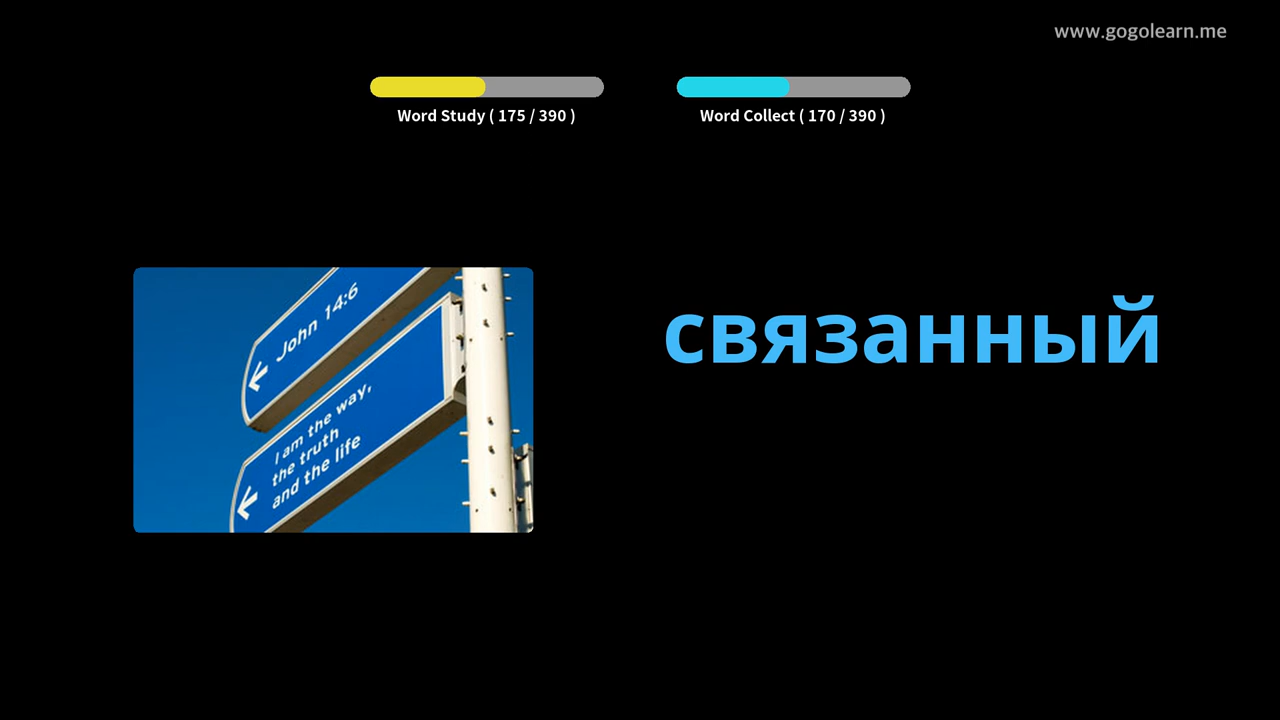 www.gogolearn.me
Word Study ( 175 / 390 )
Word Collect ( 170 / 390 )
John 14:6
I am the way,
the truth
and the life
связанный